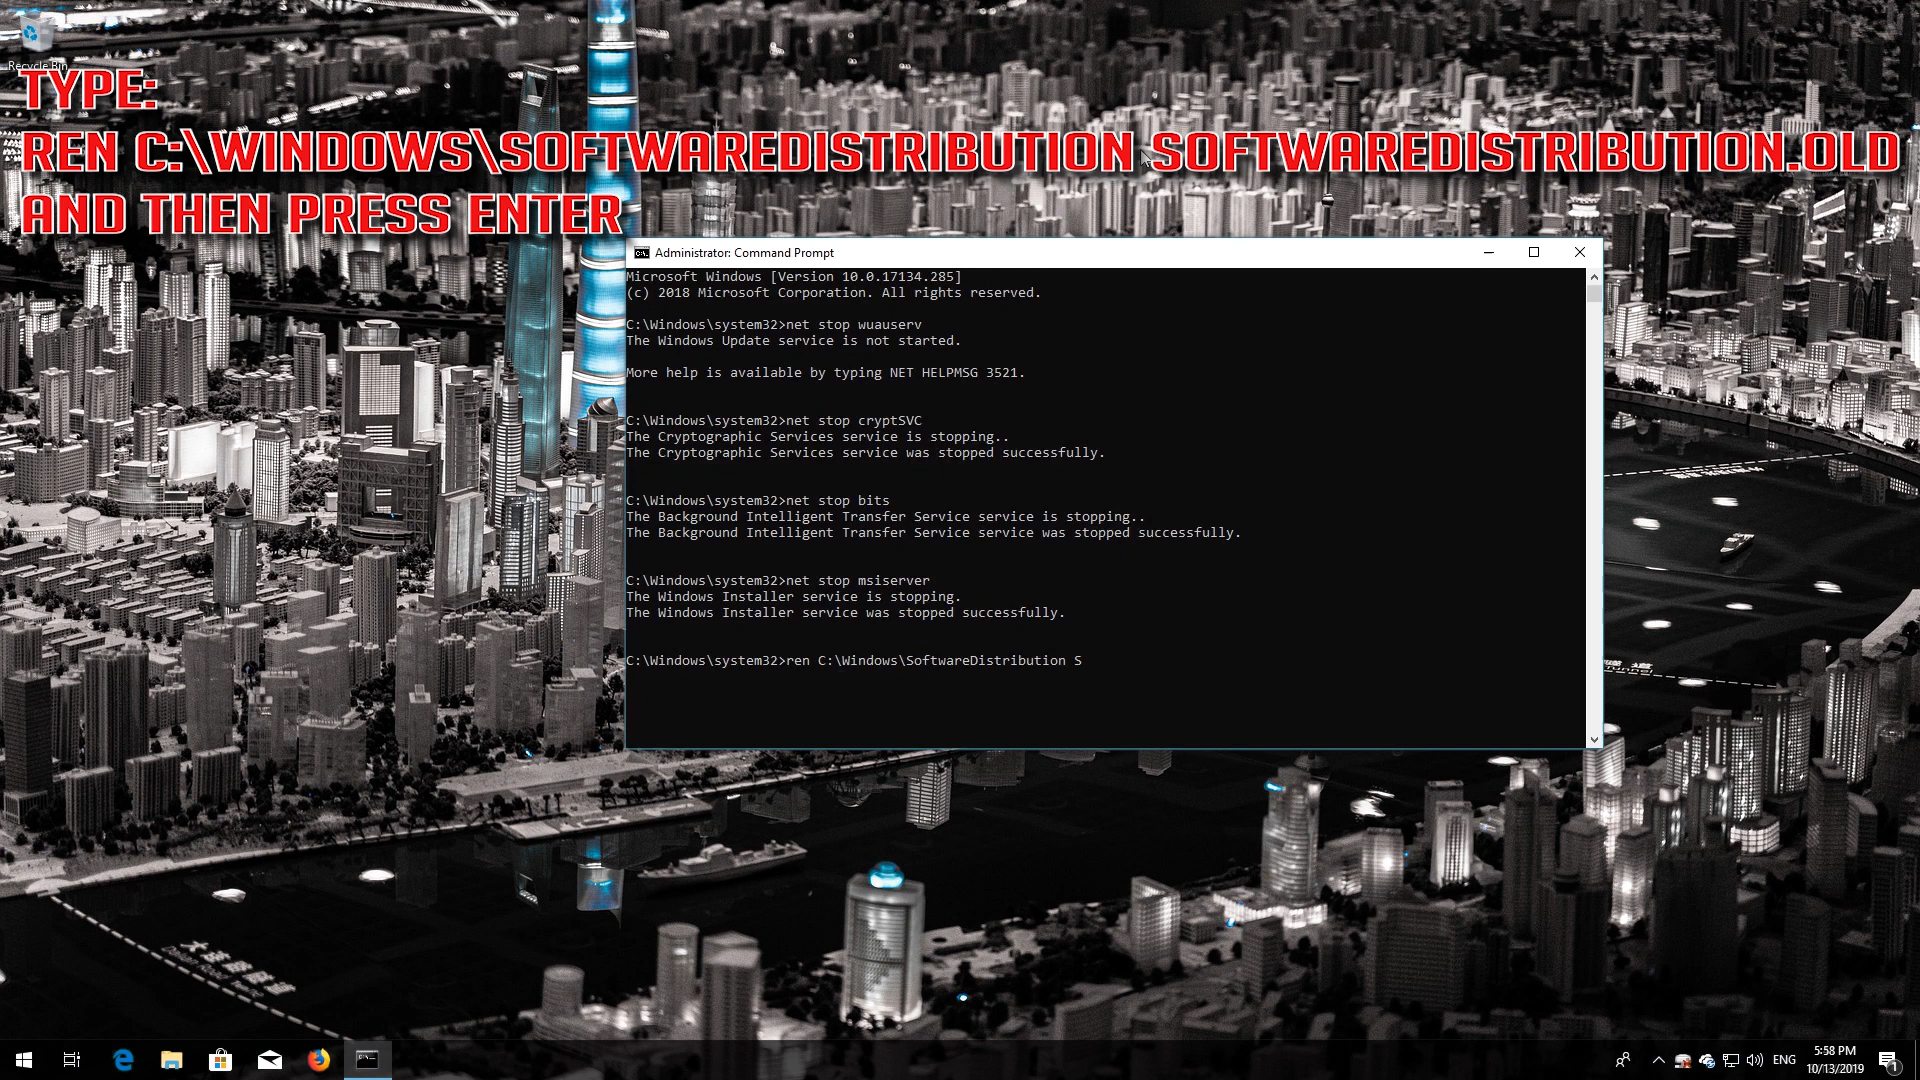 Recycle Bin
TYPE:
REN C:\WINDOWS\SOFTWAREDISTRIBUTION SOFTWAREDISTRIBUTION.OLD
AND THEN PRESS ENTER
Administrator: Command Prompt
Microsoft Windows [Version 10.0.17134.285]
(c) 2018 Microsoft Corporation. All rights reserved.
C:\Windows\system32>net stop wuauserv
The Windows Update service is not started.
More help is available by typing NET HELPMSG 3521.
C:\Windows\system32>net stop cryptSVC
The Cryptographic Services service is stopping..
The Cryptographic Services service was stopped successfully.
C:\Windows\system32>net stop bits
The Background Intelligent Transfer Service service is stopping..
The Background Intelligent Transfer Service service was stopped successfully.
C:\Windows\system32>net stop msiserver
The Windows Installer service is stopping.
The Windows Installer service was stopped successfully.
C:\Windows\system32>ren C:\Windows\SoftwareDistribution S
ENG
5:58 PM
10/13/2019
1